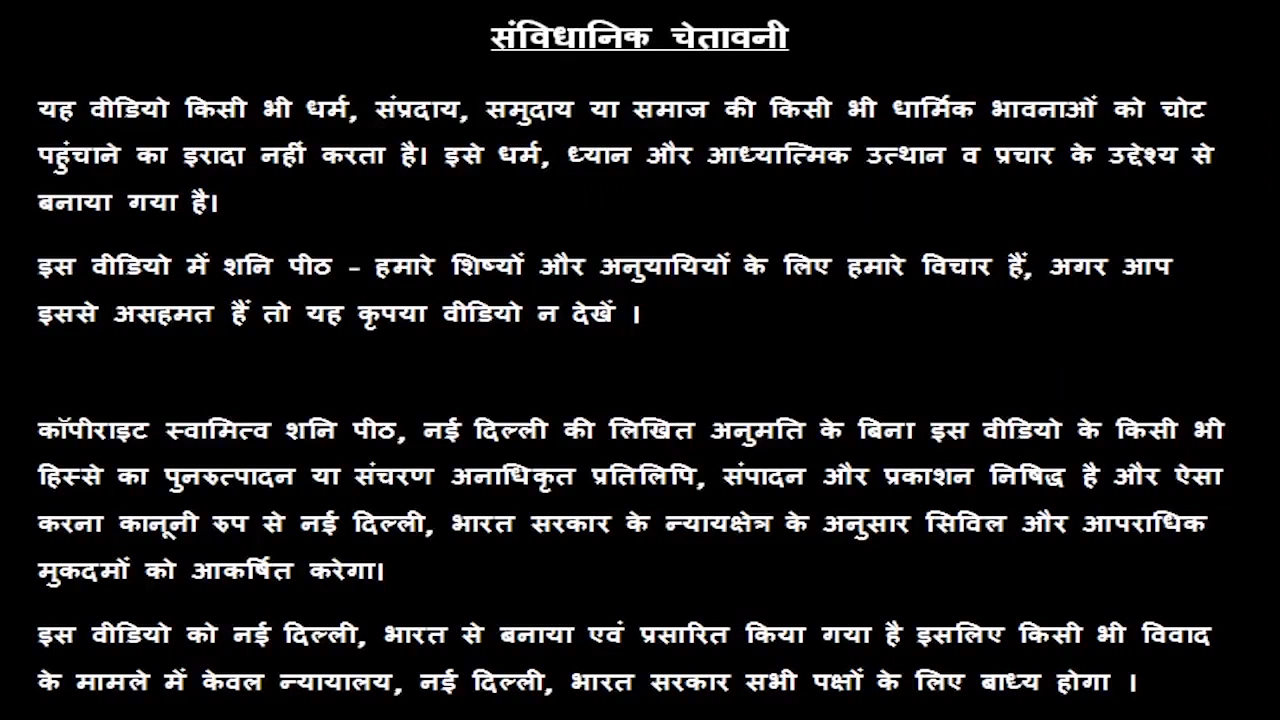 संविधानिक चेतावनी
यह वीडियो किसी भी धर्म, संप्रदाय, समुदाय या समाज की किसी भी धार्मिक भावनाओं को चोट
पहुंचाने का इरादा नहीं करता है। इसे धर्म, ध्यान और आध्यात्मिक उत्थान व प्रचार के उद्देश्य से
बनाया गया है।
इस वीडियो में शनि पीठ – हमारे शिष्यों और अनुयायियों के लिए हमारे विचार हैं, अगर आप
इससे असहमत हैं तो यह कृपया वीडियो न देखें ।
कॉपीराइट स्वामित्व शनि पीठ, नई दिल्ली की लिखित अनुमति के बिना इस वीडियो के किसी भी
हिस्से का पुनरुत्पादन या संचरण अनाधिकृत प्रतिलिपि, संपादन और प्रकाशन निषिद्ध है और ऐसा
करना कानूनी रुप से नई दिल्ली, भारत सरकार के न्यायक्षेत्र के अनुसार सिविल और आपराधिक
मुकदमों को आकर्षित करेगा।
इस वीडियो को नई दिल्ली, भारत से बनाया एवं प्रसारित किया गया है इसलिए किसी भी विवाद
के मामले में केवल न्यायालय, नई दिल्ली, भारत सरकार सभी पक्षों के लिए बाध्य होगा ।